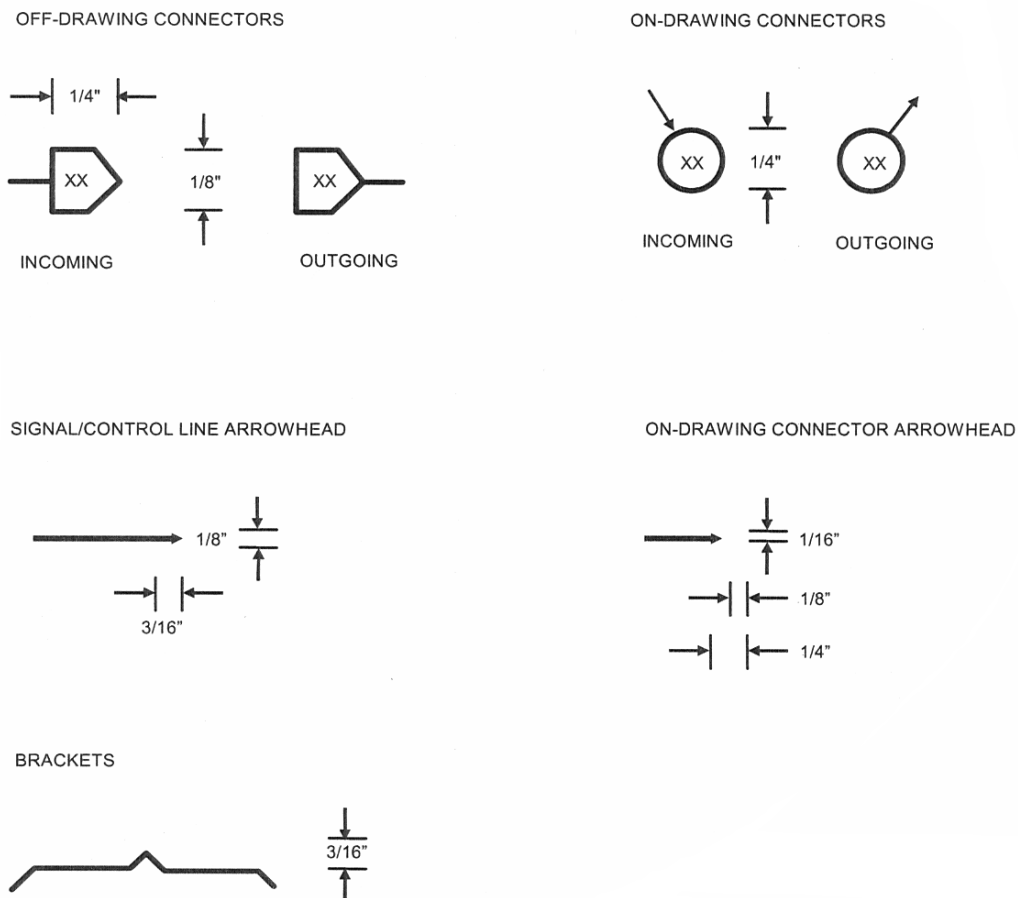 OFF-DRAWING CONNECTORS
ON-DRAWING CONNECTORS
1/4"
XX
1/8"
XX
INCOMING
OUTGOING
XX
1/4"
XX
INCOMING
OUTGOING
SIGNAL/CONTROL LINE ARROWHEAD
ON-DRAWING CONNECTOR ARROWHEAD
1/8”
3/16”
1/16”
1/8”
1/4”
BRACKETS
3/16”